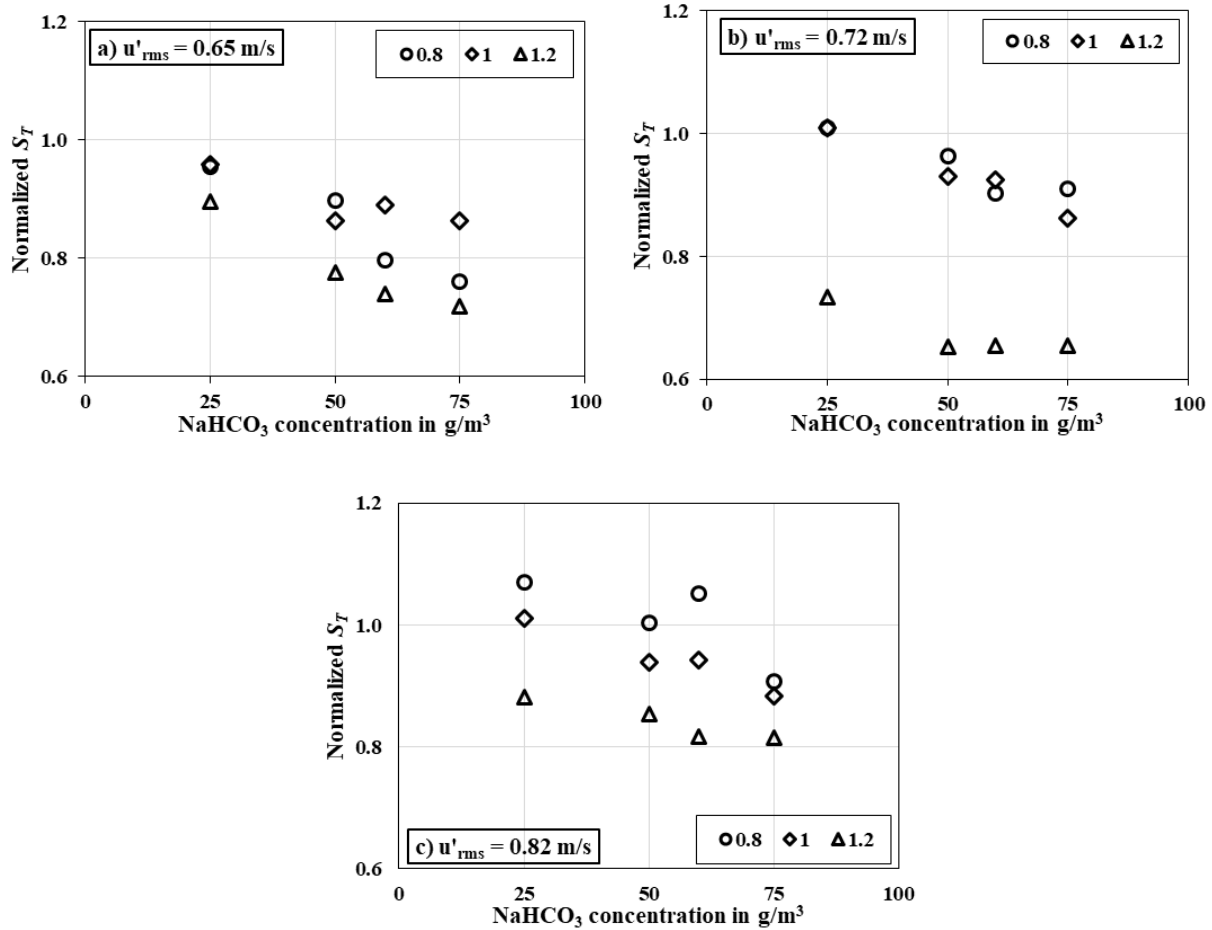 a) u'rms = 0.65 m/s
0.8 1 1.2
Normalized ST
1.2
1.0
0.8
0.6
0 25 50 75 100
NaHCO3 concentration in g/m³
b) u'rms = 0.72 m/s
0.8 1 1.2
Normalized ST
1.2
1.0
0.8
0.6
0 25 50 75 100
NaHCO3 concentration in g/m³
Normalized ST
1.2
1.0
0.8
0.6
c) u'rms = 0.82 m/s
0.8 1 1.2
0 25 50 75 100
NaHCO3 concentration in g/m³